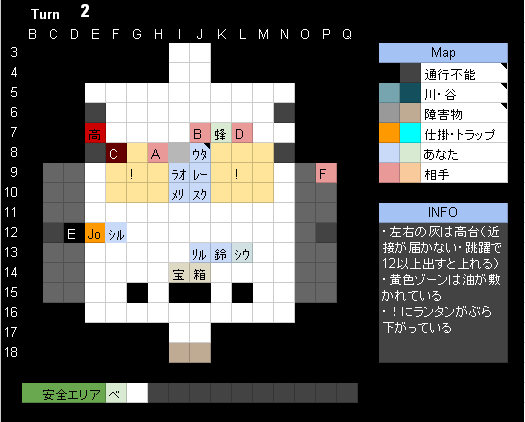 Turn 2
B C D E F G H I J K L M N O P Q
3
4
5
6
7 高 B 蜂 D
8 C A ウタ
9 ! ラオ レー ! F
10 メリ スク
11
12 E Jo シル
13 リル 鈴 シウ
14 宝 箱
15
16
17
18
安全エリア ベ
Map
通行不能
川・谷
障害物
仕掛・トラップ
あなた
相手
INFO
・左右の灰は高台(近
接が届かない・跳躍で
12以上出すと上れる)
・黄色ゾーンは油が敷
かれている
・!にランタンがぶら
下がっている